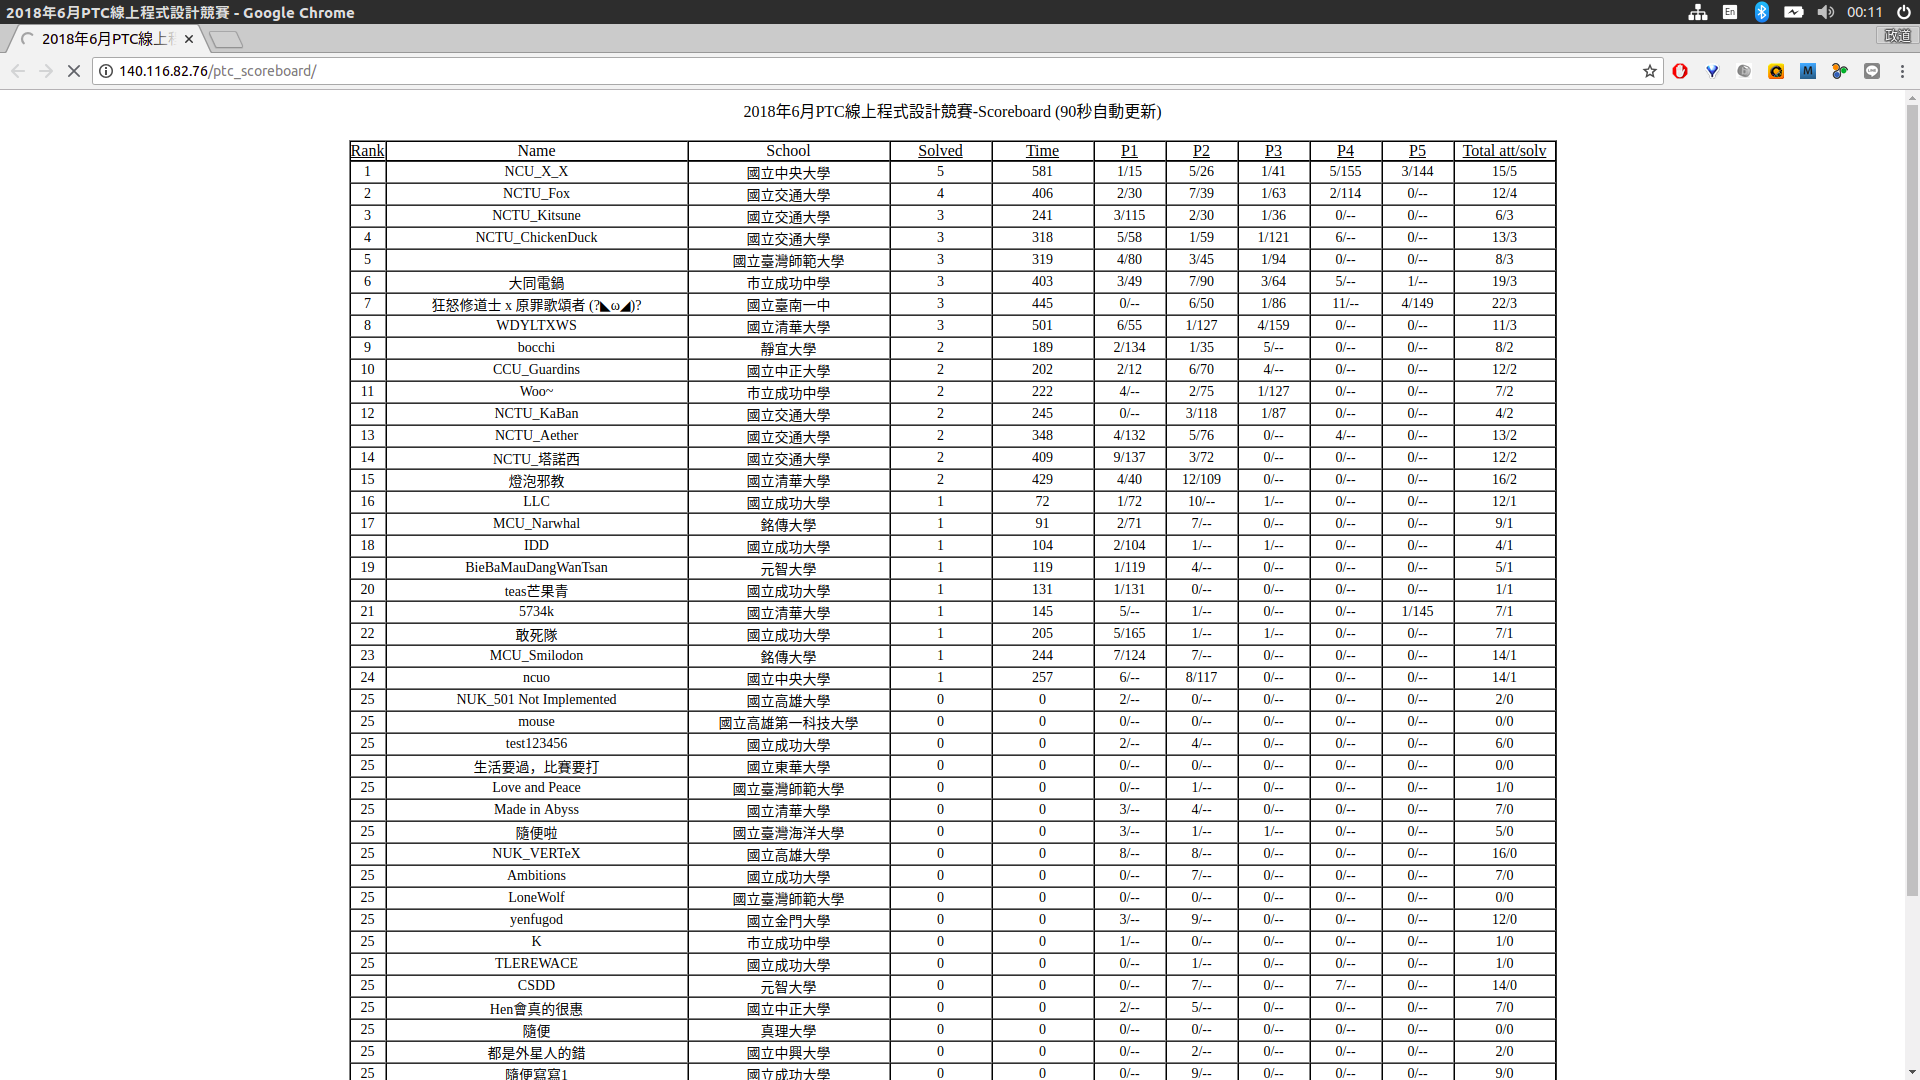 2018年6月PTC線上程式設計競賽 - Google Chrome
En
00:11
2018年6月PTC線上程
政道
140.116.82.76/ptc_scoreboard/
2018年6月PTC線上程式設計競賽-Scoreboard (90秒自動更新)
Rank Name School Solved Time P1 P2 P3 P4 P5 Total att/solv
1 NCU_X_X 國立中央大學 5 581 1/15 5/26 1/41 5/155 3/144 15/5
2 NCTU_Fox 國立交通大學 4 406 2/30 7/39 1/63 2/114 0/-- 12/4
3 NCTU_Kitsune 國立交通大學 3 241 3/115 2/30 1/36 0/-- 0/-- 6/3
4 NCTU_ChickenDuck 國立交通大學 3 318 5/58 1/59 1/121 6/-- 0/-- 13/3
5 國立臺灣師範大學 3 319 4/80 3/45 1/94 0/-- 0/-- 8/3
6 大同電鍋 市立成功中學 3 403 3/49 7/90 3/64 5/-- 1/-- 19/3
7 狂怒修道士 x 原罪歌頌者 (?◣ω◢)? 國立臺南一中 3 445 0/-- 6/50 1/86 11/-- 4/149 22/3
8 WDYLTXWS 國立清華大學 3 501 6/55 1/127 4/159 0/-- 0/-- 11/3
9 bocchi 靜宜大學 2 189 2/134 1/35 5/-- 0/-- 0/-- 8/2
10 CCU_Guardins 國立中正大學 2 202 2/12 6/70 4/-- 0/-- 0/-- 12/2
11 Woo~ 市立成功中學 2 222 4/-- 2/75 1/127 0/-- 0/-- 7/2
12 NCTU_KaBan 國立交通大學 2 245 0/-- 3/118 1/87 0/-- 0/-- 4/2
13 NCTU_Aether 國立交通大學 2 348 4/132 5/76 0/-- 4/-- 0/-- 13/2
14 NCTU_塔諾西 國立交通大學 2 409 9/137 3/72 0/-- 0/-- 0/-- 12/2
15 燈泡邪教 國立清華大學 2 429 4/40 12/109 0/-- 0/-- 0/-- 16/2
16 LLC 國立成功大學 1 72 1/72 10/-- 1/-- 0/-- 0/-- 12/1
17 MCU_Narwhal 銘傳大學 1 91 2/71 7/-- 0/-- 0/-- 0/-- 9/1
18 IDD 國立成功大學 1 104 2/104 1/-- 1/-- 0/-- 0/-- 4/1
19 BieBaMauDangWanTsan 元智大學 1 119 1/119 4/-- 0/-- 0/-- 0/-- 5/1
20 teas芒果青 國立成功大學 1 131 1/131 0/-- 0/-- 0/-- 0/-- 1/1
21 5734k 國立清華大學 1 145 5/-- 1/-- 0/-- 0/-- 1/145 7/1
22 敢死隊 國立成功大學 1 205 5/165 1/-- 1/-- 0/-- 0/-- 7/1
23 MCU_Smilodon 銘傳大學 1 244 7/124 7/-- 0/-- 0/-- 0/-- 14/1
24 ncuo 國立中央大學 1 257 6/-- 8/117 0/-- 0/-- 0/-- 14/1
25 NUK_501 Not Implemented 國立高雄大學 0 0 2/-- 0/-- 0/-- 0/-- 0/-- 2/0
25 mouse 國立高雄第一科技大學 0 0 0/-- 0/-- 0/-- 0/-- 0/-- 0/0
25 test123456 國立成功大學 0 0 2/-- 4/-- 0/-- 0/-- 0/-- 6/0
25 生活要過，比賽要打 國立東華大學 0 0 0/-- 0/-- 0/-- 0/-- 0/-- 0/0
25 Love and Peace 國立臺灣師範大學 0 0 0/-- 1/-- 0/-- 0/-- 0/-- 1/0
25 Made in Abyss 國立清華大學 0 0 3/-- 4/-- 0/-- 0/-- 0/-- 7/0
25 隨便啦 國立臺灣海洋大學 0 0 3/-- 1/-- 1/-- 0/-- 0/-- 5/0
25 NUK_VERTeX 國立高雄大學 0 0 8/-- 8/-- 0/-- 0/-- 0/-- 16/0
25 Ambitions 國立成功大學 0 0 0/-- 7/-- 0/-- 0/-- 0/-- 7/0
25 LoneWolf 國立臺灣師範大學 0 0 0/-- 0/-- 0/-- 0/-- 0/-- 0/0
25 yenfugod 國立金門大學 0 0 3/-- 9/-- 0/-- 0/-- 0/-- 12/0
25 K 市立成功中學 0 0 1/-- 0/-- 0/-- 0/-- 0/-- 1/0
25 TLEREWACE 國立成功大學 0 0 0/-- 1/-- 0/-- 0/-- 0/-- 1/0
25 CSDD 元智大學 0 0 0/-- 7/-- 0/-- 7/-- 0/-- 14/0
25 Hen會真的很惠 國立中正大學 0 0 2/-- 5/-- 0/-- 0/-- 0/-- 7/0
25 隨便 真理大學 0 0 0/-- 0/-- 0/-- 0/-- 0/-- 0/0
25 都是外星人的錯 國立中興大學 0 0 0/-- 2/-- 0/-- 0/-- 0/-- 2/0
25 隨便寫寫1 國立成功大學 0 0 0/-- 9/-- 0/-- 0/-- 0/-- 9/0